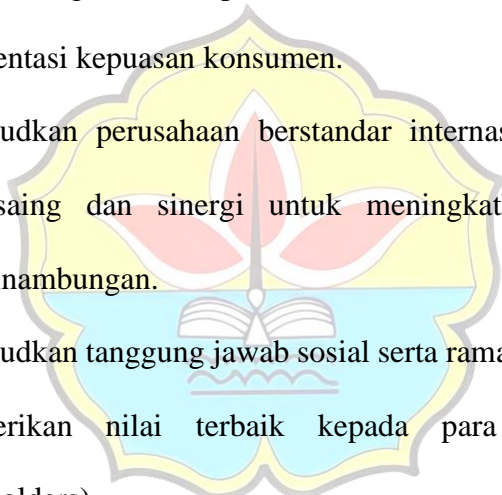 entasi kepuasan konsumen.
udkan perusahaan berstandar internas
saing dan sinergi untuk meningkat
nambungan.
udkan tanggung jawab sosial serta rama
erikan nilai terbaik kepada para